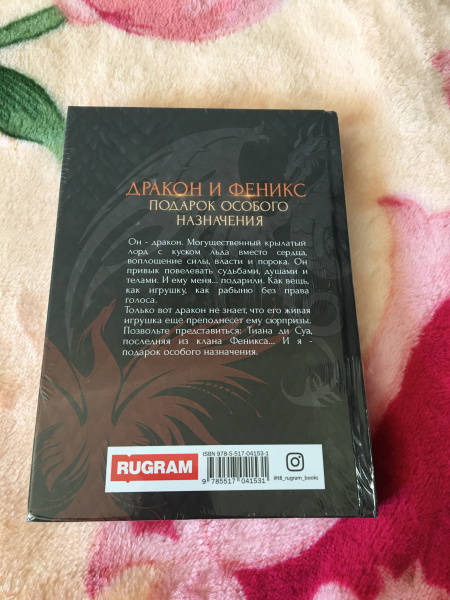 ДРАКОН И ФЕНИКС
ПОДАРОК ОСОБОГО
НАЗНАЧЕНИЯ
Он - дракон. Могущественный крылатый
лорд с куском льда вместо сердца,
воплощение силы, власти и порока. Он
привык повелевать судьбами, душами и
телами. И ему меня... подарили. Как вещь,
как игрушку, как рабыню без права
голоса.
Только вот дракон не знает, что его живая
игрушка еще преподнесет ему сюрпризы.
Позвольте представиться: Тиана ди Суа,
последняя из клана Феникса... И я -
подарок особого назначения.
RUGRAM
ISBN 978-5-517-04153-1
9 785517 041531
#t8_rugram_books